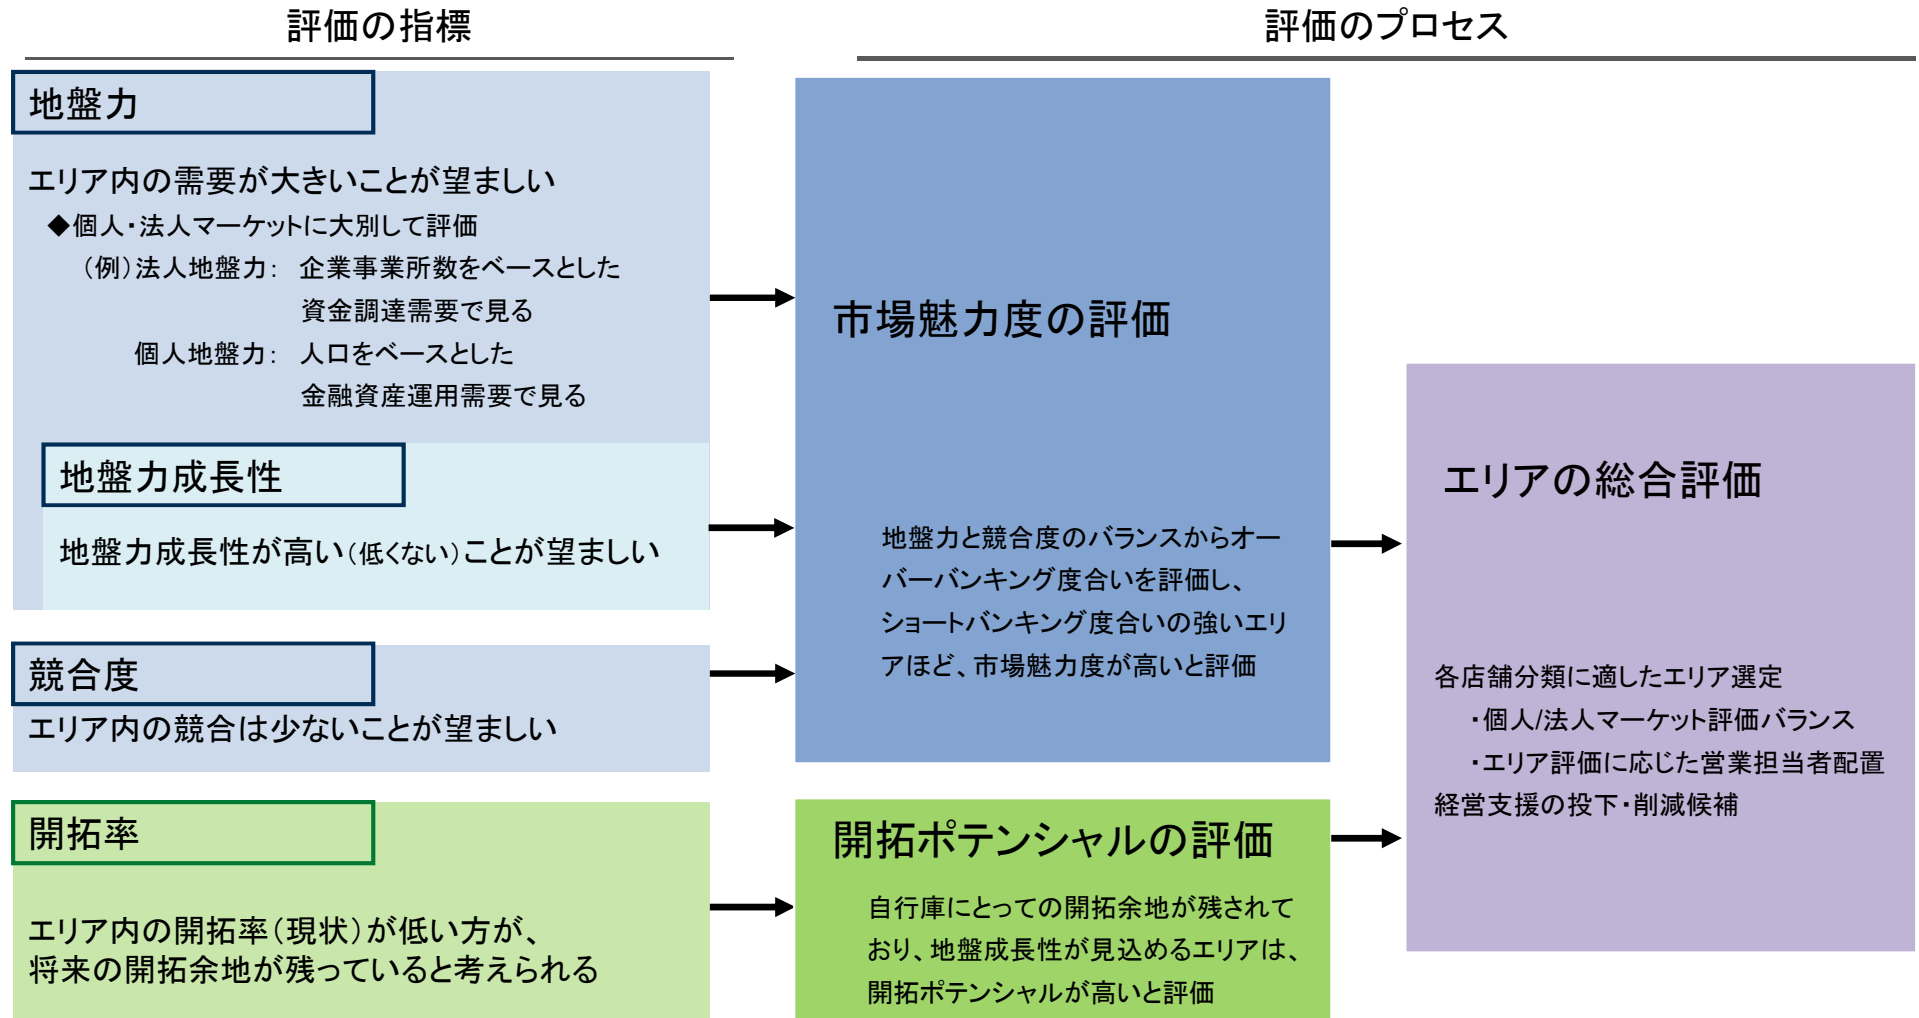 評価の指標
評価のプロセス
地盤力
エリア内の需要が大きいことが望ましい
◆個人・法人マーケットに大別して評価
（例）法人地盤力： 企業事業所数をベースとした
資金調達需要で見る
個人地盤力： 人口をベースとした
金融資産運用需要で見る
地盤力成長性
地盤力成長性が高い（低くない）ことが望ましい
競合度
エリア内の競合は少ないことが望ましい
開拓率
エリア内の開拓率（現状）が低い方が、
将来の開拓余地が残っていると考えられる
市場魅力度の評価
地盤力と競合度のバランスからオー
バーバンキング度合いを評価し、
ショートバンキング度合いの強いエリ
アほど、市場魅力度が高いと評価
開拓ポテンシャルの評価
自行庫にとっての開拓余地が残されて
おり、地盤成長性が見込めるエリアは、
開拓ポテンシャルが高いと評価
エリアの総合評価
各店舗分類に適したエリア選定
・個人/法人マーケット評価バランス
・エリア評価に応じた営業担当者配置
経営支援の投下・削減候補